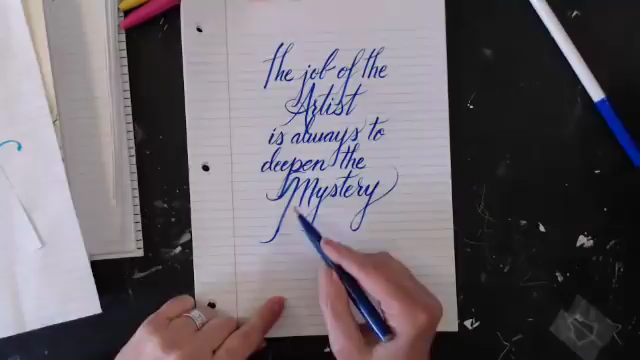 the job of the
Artist
is always to
deepen the
Mystery